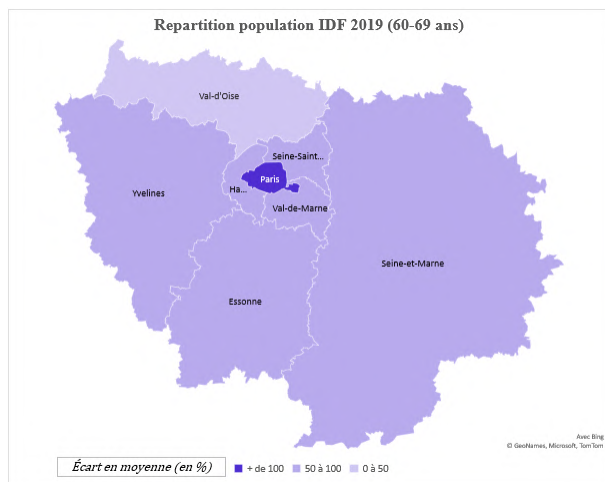 Repartition population IDF 2019 (60-69 ans)
Val-d'Oise
Seine-Saint...
Paris
Ha...
Yvelines
Val-de-Marne
Seine-et-Marne
Essonne
Avec Bing
© GeoNames, Microsoft, TomTom
Écart en moyenne (en %)
+ de 100
50 à 100
0 à 50